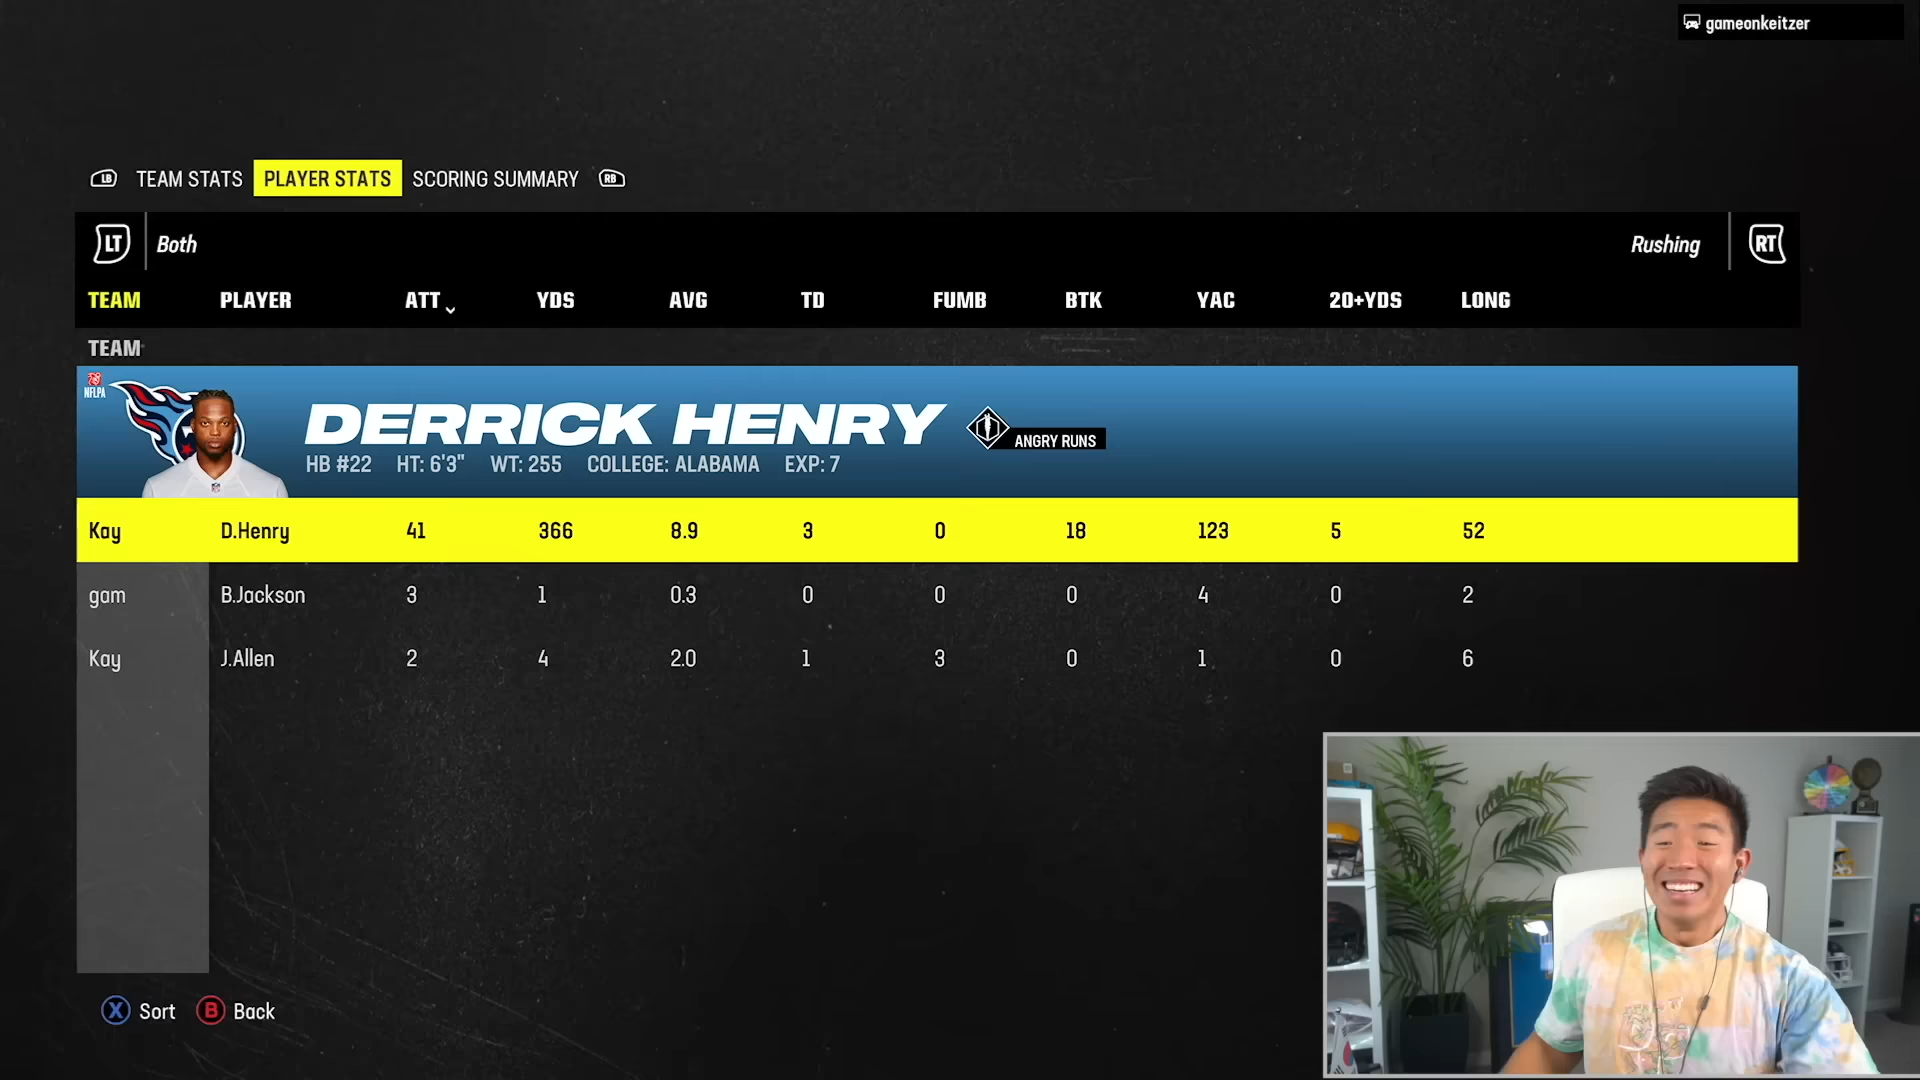 gameonkeitzer
LB TEAM STATS PLAYER STATS SCORING SUMMARY RB
LT Both Rushing RT
TEAM PLAYER ATT YDS AVG TD FUMB BTK YAC 20+YDS LONG
TEAM
NFLPA
DERRICK HENRY ANGRY RUNS
HB #22 HT: 6'3" WT: 255 COLLEGE: ALABAMA EXP: 7
Kay D.Henry 41 366 8.9 3 0 18 123 5 52
gam B.Jackson 3 1 0.3 0 0 0 4 0 2
Kay J.Allen 2 4 2.0 1 3 0 1 0 6
X Sort B Back